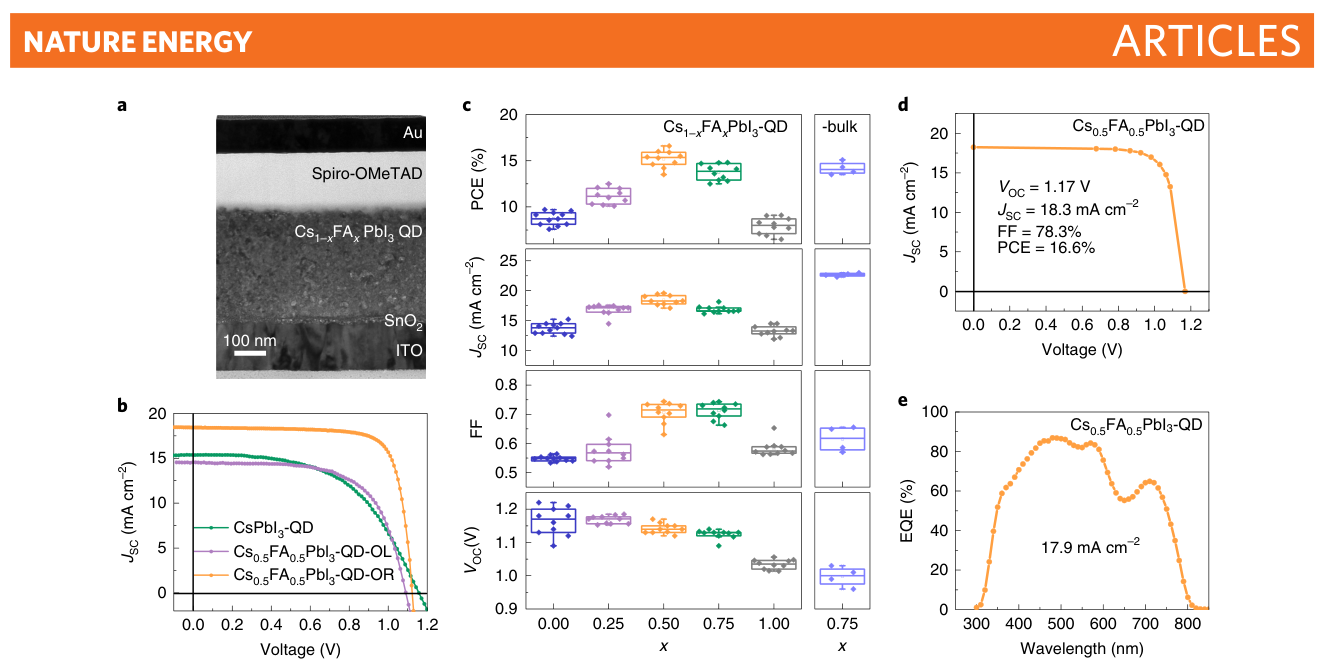 NATURE ENERGY
ARTICLES
a
Au
Spiro-OMeTAD
Cs₁₋ₓFAₓ PbI₃ QD
SnO₂
100 nm
ITO
b
20
15
10
5
0
J_SC (mA cm⁻²)
CsPbI₃-QD
Cs₀.₅FA₀.₅PbI₃-QD-OL
Cs₀.₅FA₀.₅PbI₃-QD-OR
0.0 0.2 0.4 0.6 0.8 1.0 1.2
Voltage (V)
c
Cs₁₋ₓFAₓPbI₃-QD
-bulk
20
15
10
PCE (%)
25
20
15
10
J_SC (mA cm⁻²)
0.8
0.7
0.6
0.5
FF
1.2
1.1
1.0
0.9
V_OC(V)
0.00 0.25 0.50 0.75 1.00
0.75
x
x
d
Cs₀.₅FA₀.₅PbI₃-QD
20
15
10
5
0
J_SC (mA cm⁻²)
V_OC = 1.17 V
J_SC = 18.3 mA cm⁻²
FF = 78.3%
PCE = 16.6%
0.0 0.2 0.4 0.6 0.8 1.0 1.2
Voltage (V)
e
Cs₀.₅FA₀.₅PbI₃-QD
100
80
60
40
20
0
EQE (%)
17.9 mA cm⁻²
300 400 500 600 700 800
Wavelength (nm)